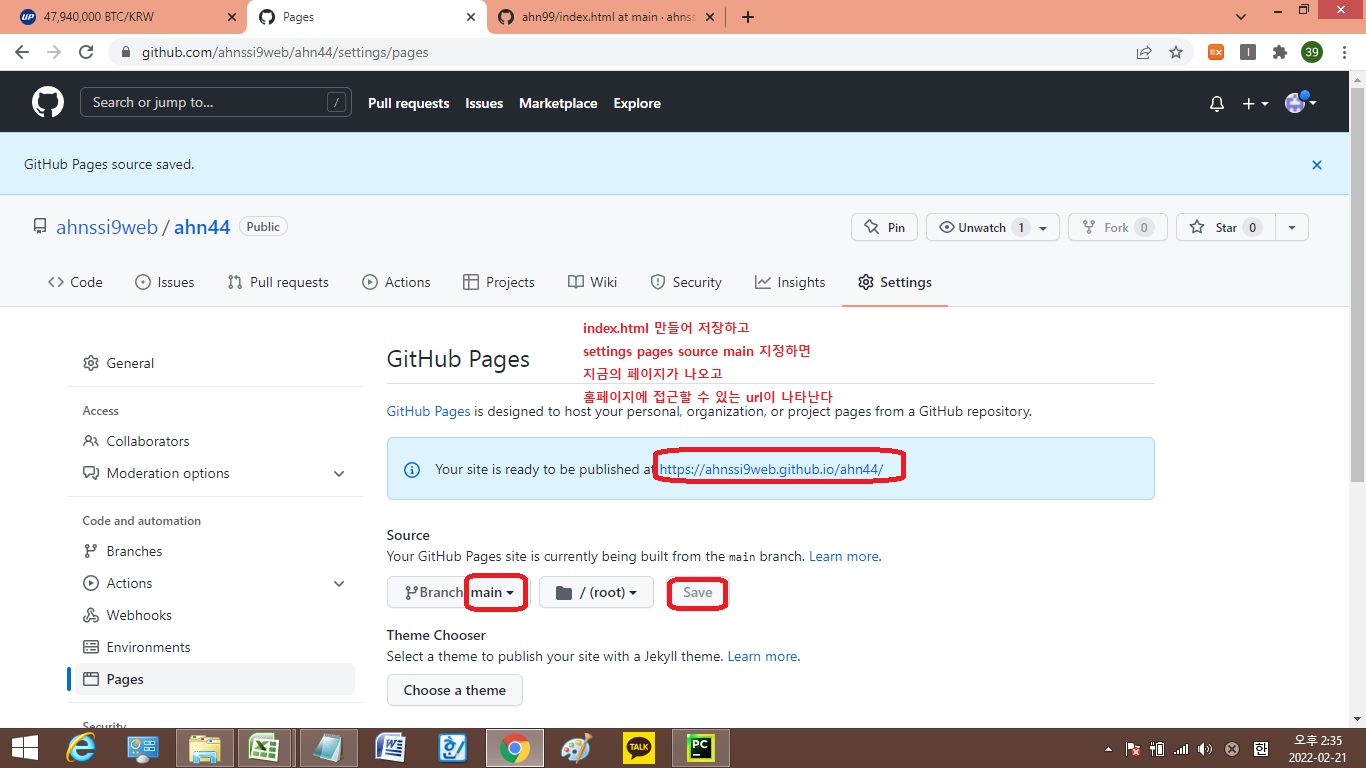 47,940,000 BTC/KRW
Pages
ahn99/index.html at main · ahnss
github.com/ahnssi9web/ahn44/settings/pages
39
Search or jump to...
/
Pull requests
Issues
Marketplace
Explore
GitHub Pages source saved.
ahnssi9web / ahn44
Public
Pin
Unwatch 1
Fork 0
Star 0
Code
Issues
Pull requests
Actions
Projects
Wiki
Security
Insights
Settings
General
Access
Collaborators
Moderation options
Code and automation
Branches
Actions
Webhooks
Environments
Pages
Security
index.html 만들어 저장하고
settings pages source main 지정하면
지금의 페이지가 나오고
홈페이지에 접근할 수 있는 url이 나타난다
GitHub Pages
GitHub Pages is designed to host your personal, organization, or project pages from a GitHub repository.
Your site is ready to be published at https://ahnssi9web.github.io/ahn44/
Source
Your GitHub Pages site is currently being built from the main branch. Learn more.
Branch main
/ (root)
Save
Theme Chooser
Select a theme to publish your site with a Jekyll theme. Learn more.
Choose a theme
TALK
PC
한
오후 2:35
2022-02-21